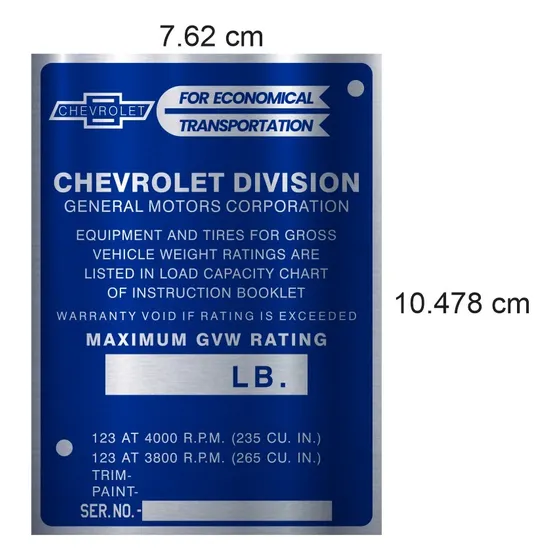 7.62 cm
CHEVROLET
FOR ECONOMICAL
TRANSPORTATION
CHEVROLET DIVISION
GENERAL MOTORS CORPORATION
EQUIPMENT AND TIRES FOR GROSS
VEHICLE WEIGHT RATINGS ARE
LISTED IN LOAD CAPACITY CHART
OF INSTRUCTION BOOKLET
WARRANTY VOID IF RATING IS EXCEEDED
MAXIMUM GVW RATING
LB.
10.478 cm
123 AT 4000 R.P.M. (235 CU. IN.)
123 AT 3800 R.P.M. (265 CU. IN.)
TRIM-
PAINT-
SER. NO.-